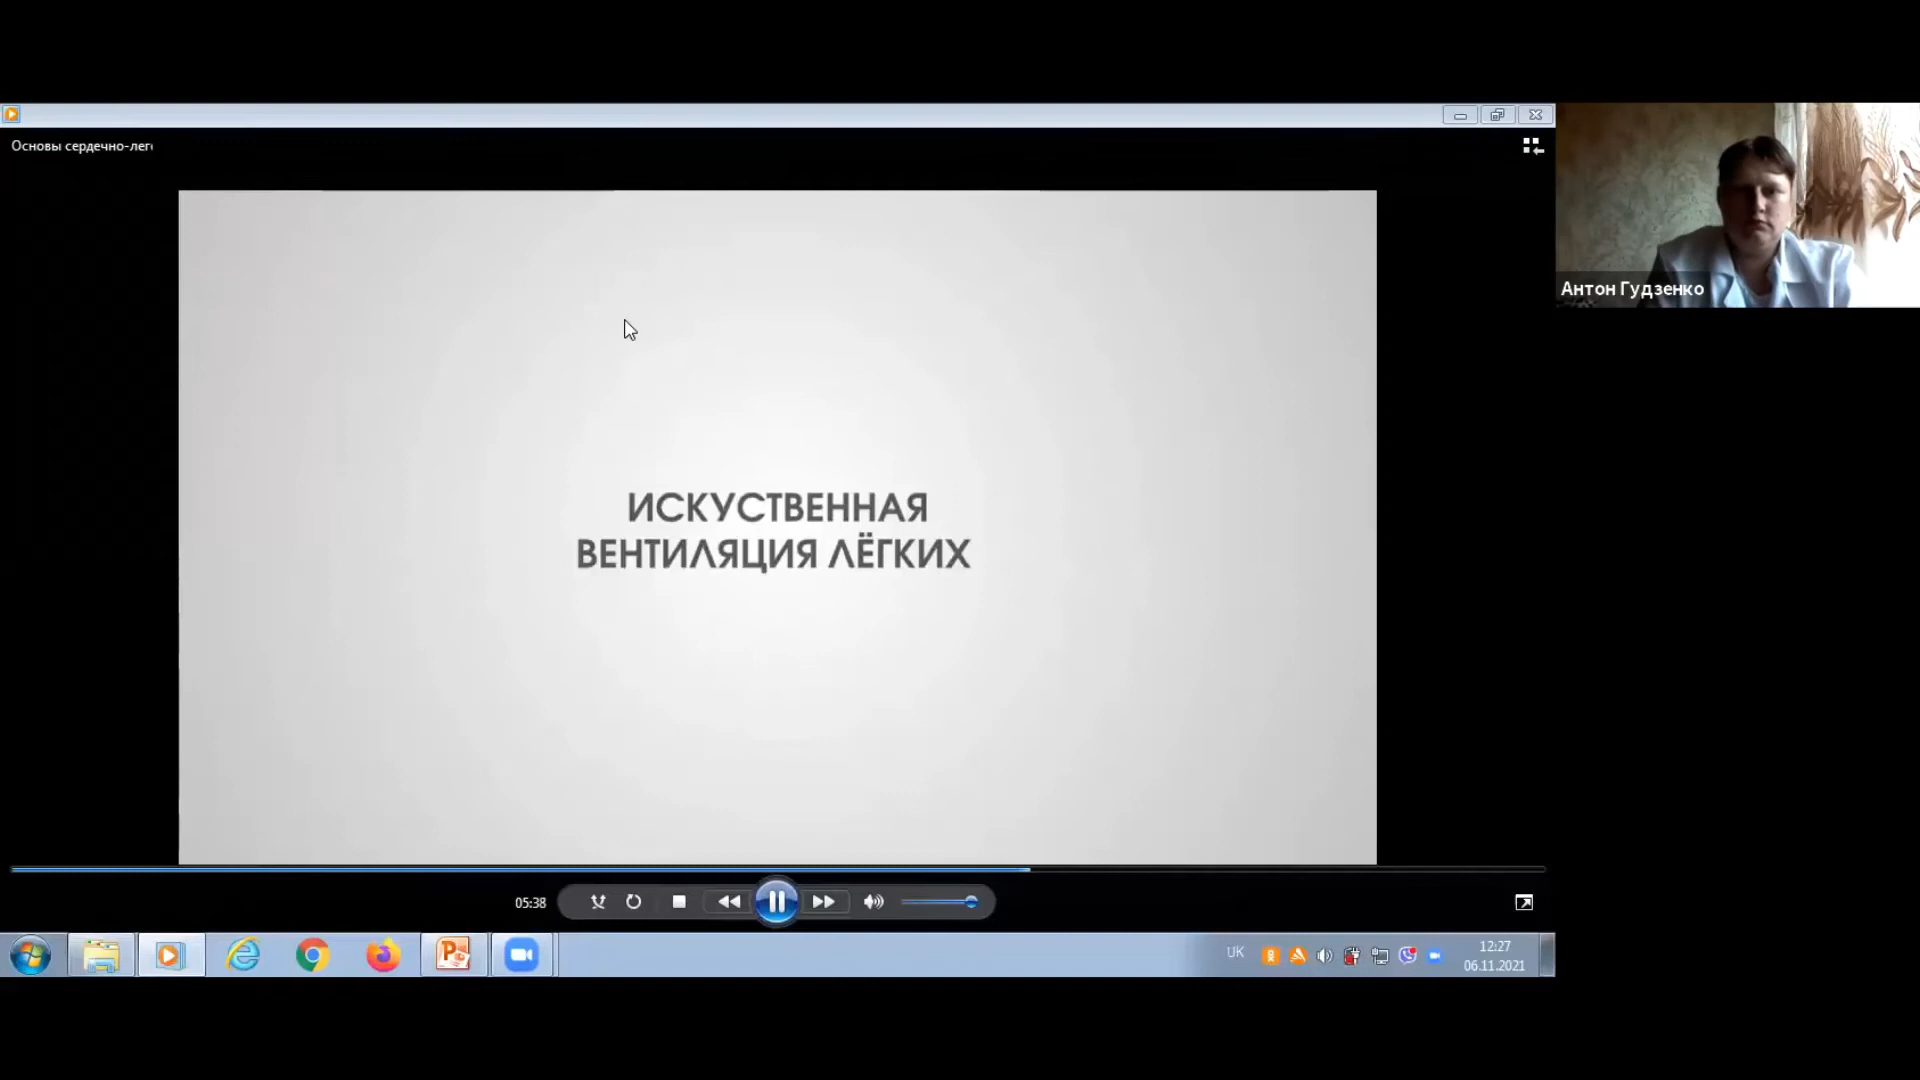 Основы сердечно-лег
ИСКУСТВЕННАЯ
ВЕНТИЛЯЦИЯ ЛЁГКИХ
Антон Гудзенко
05:38
UK
12:27
06.11.2021